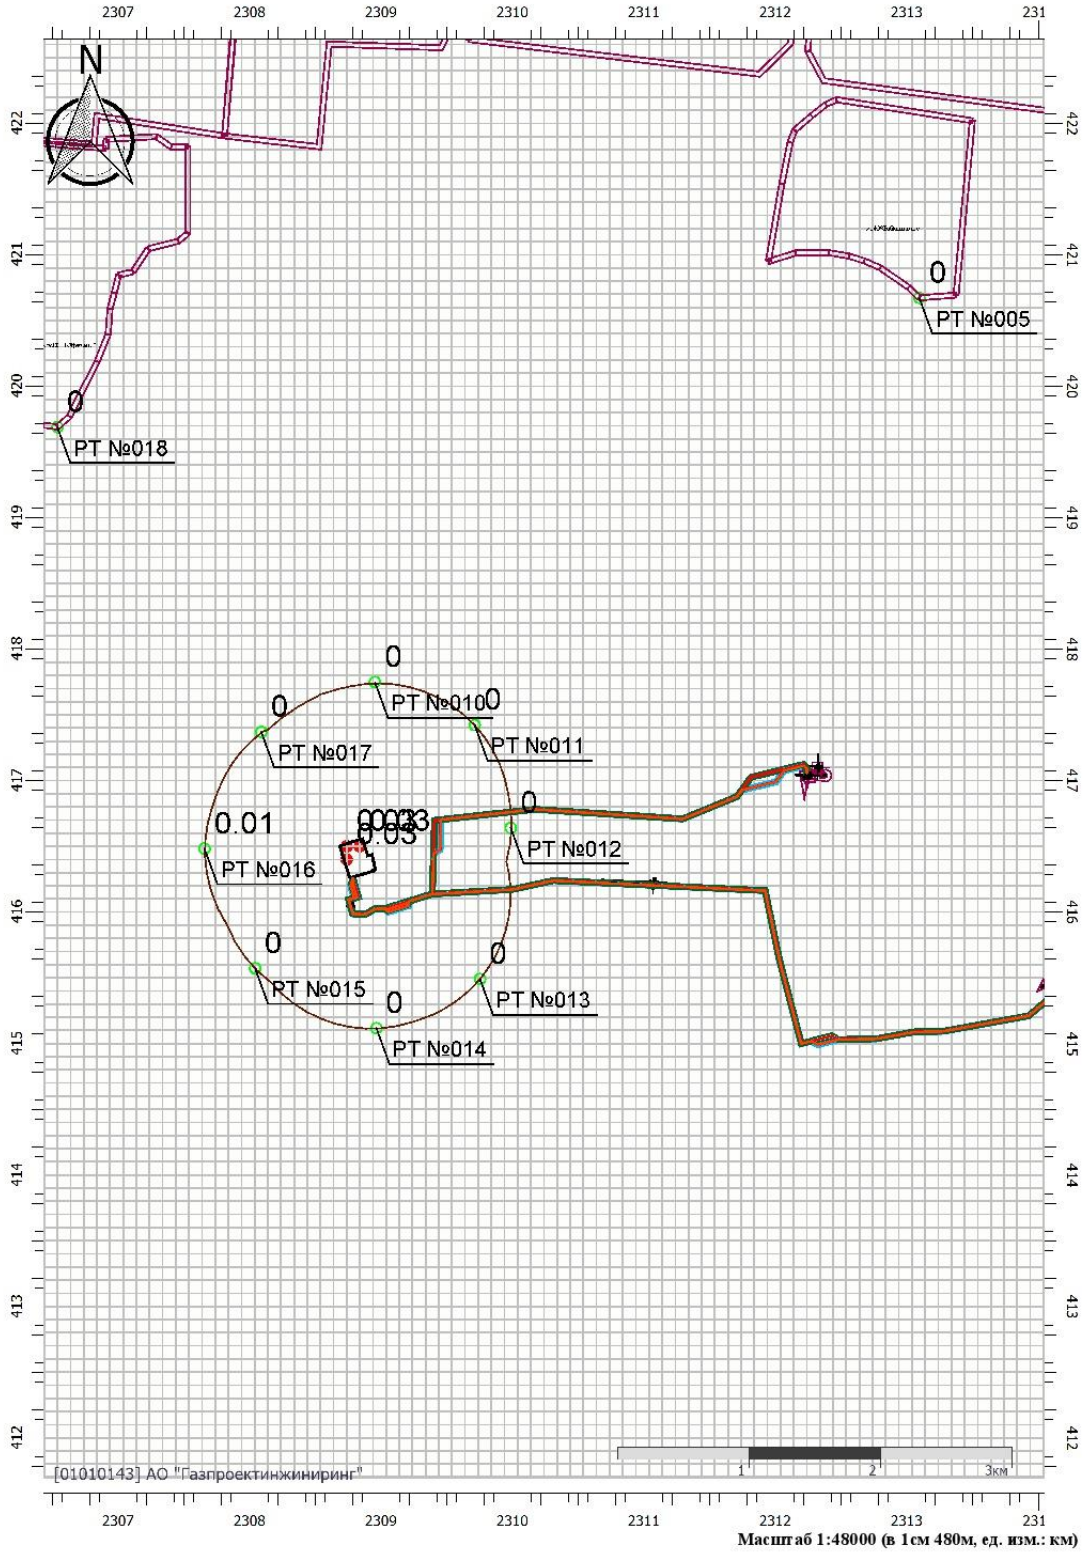 2307 2308 2309 2310 2311 2312 2313 231
N
422 422
421 421
0
РТ №005
420 420
0
РТ №018
419 419
418 418
0
РТ №010
0
РТ №011
0
РТ №017
417 417
0
РТ №012
0.01
РТ №016
0.03
416 416
0
РТ №015
0
РТ №013
0
РТ №014
415 415
414 414
413 413
412 412
[01010143] АО "Газпроектинжиниринг"
1 2 3км
2307 2308 2309 2310 2311 2312 2313 231
Масштаб 1:48000 (в 1см 480м, ед. изм.: км)